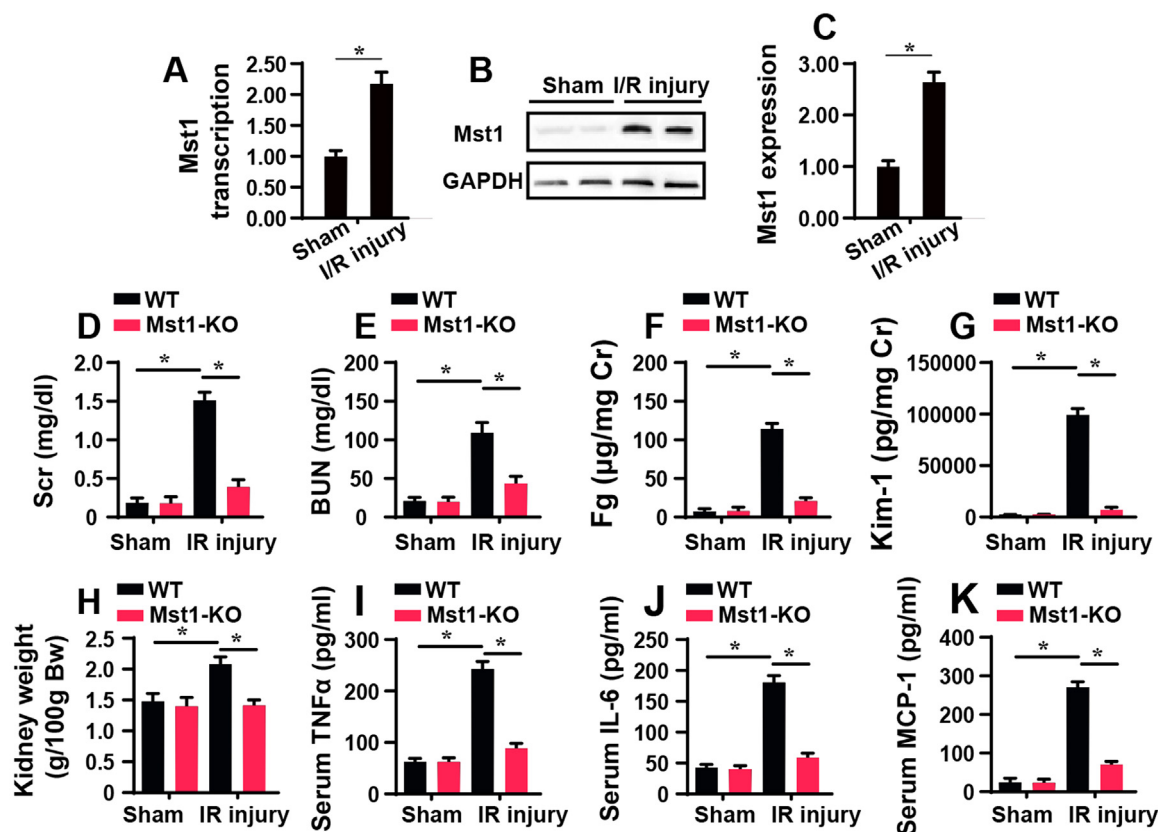 A
Mst1
transcription
2.50
2.00
1.50
1.00
0.50
0.00
*
Sham
I/R injury
B
Sham I/R injury
Mst1
GAPDH
C
Mst1 expression
3.00
2.00
1.00
0.00
*
Sham
I/R injury
D
WT
Mst1-KO
Scr (mg/dl)
2.0
1.5
1.0
0.5
0
* *
Sham IR injury
E
WT
Mst1-KO
BUN (mg/dl)
200
150
100
50
0
* *
Sham IR injury
F
WT
Mst1-KO
Fg (µg/mg Cr)
200
150
100
50
0
* *
Sham IR injury
G
WT
Mst1-KO
Kim-1 (pg/mg Cr)
150000
100000
50000
0
* *
Sham IR injury
H
WT
Mst1-KO
Kidney weight
(g/100g Bw)
2.5
2.0
1.5
1.0
0.5
0
* *
Sham IR injury
I
WT
Mst1-KO
Serum TNFα (pg/ml)
300
200
100
0
* *
Sham IR injury
J
WT
Mst1-KO
Serum IL-6 (pg/ml)
250
200
150
100
50
0
* *
Sham IR injury
K
WT
Mst1-KO
Serum MCP-1 (pg/ml)
400
300
200
100
0
* *
Sham IR injury